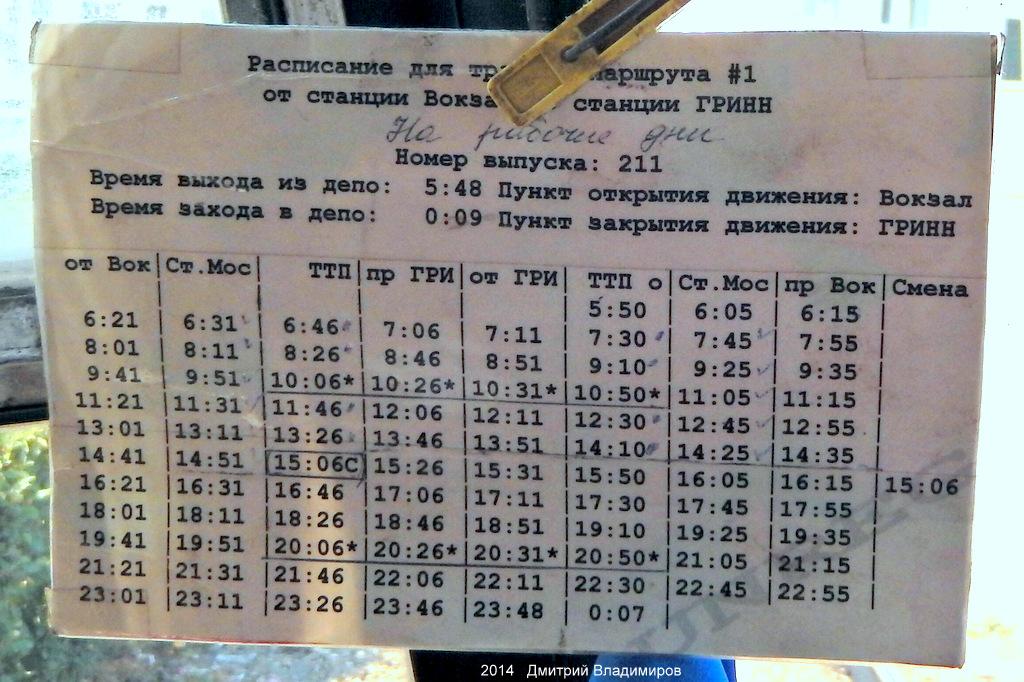 Расписание для маршрута #1
от станции станции ГРИНН
На рабочие дни
Номер выпуска: 211
Время выхода из депо: 5:48 Пункт открытия движения: Вокзал
Время захода в депо: 0:09 Пункт закрытия движения: ГРИНН
от Вок| Ст.Мос| ТТП| пр ГРИ| от ГРИ| ТТП о| Ст.Мос| пр Вок| Смена
5:50 6:05 6:15
6:21 6:31 6:46 7:06 7:11 7:30 7:45 7:55
8:01 8:11 8:26 8:46 8:51 9:10 9:25 9:35
9:41 9:51 10:06* 10:26* 10:31* 10:50* 11:05 11:15
11:21 11:31 11:46 12:06 12:11 12:30 12:45 12:55
13:01 13:11 13:26 13:46 13:51 14:10 14:25 14:35
14:41 14:51 15:06С 15:26 15:31 15:50 16:05 16:15 15:06
16:21 16:31 16:46 17:06 17:11 17:30 17:45 17:55
18:01 18:11 18:26 18:46 18:51 19:10 19:25 19:35
19:41 19:51 20:06* 20:26* 20:31* 20:50* 21:05 21:15
21:21 21:31 21:46 22:06 22:11 22:30 22:45 22:55
23:01 23:11 23:26 23:46 23:48 0:07
2014 Дмитрий Владимиров